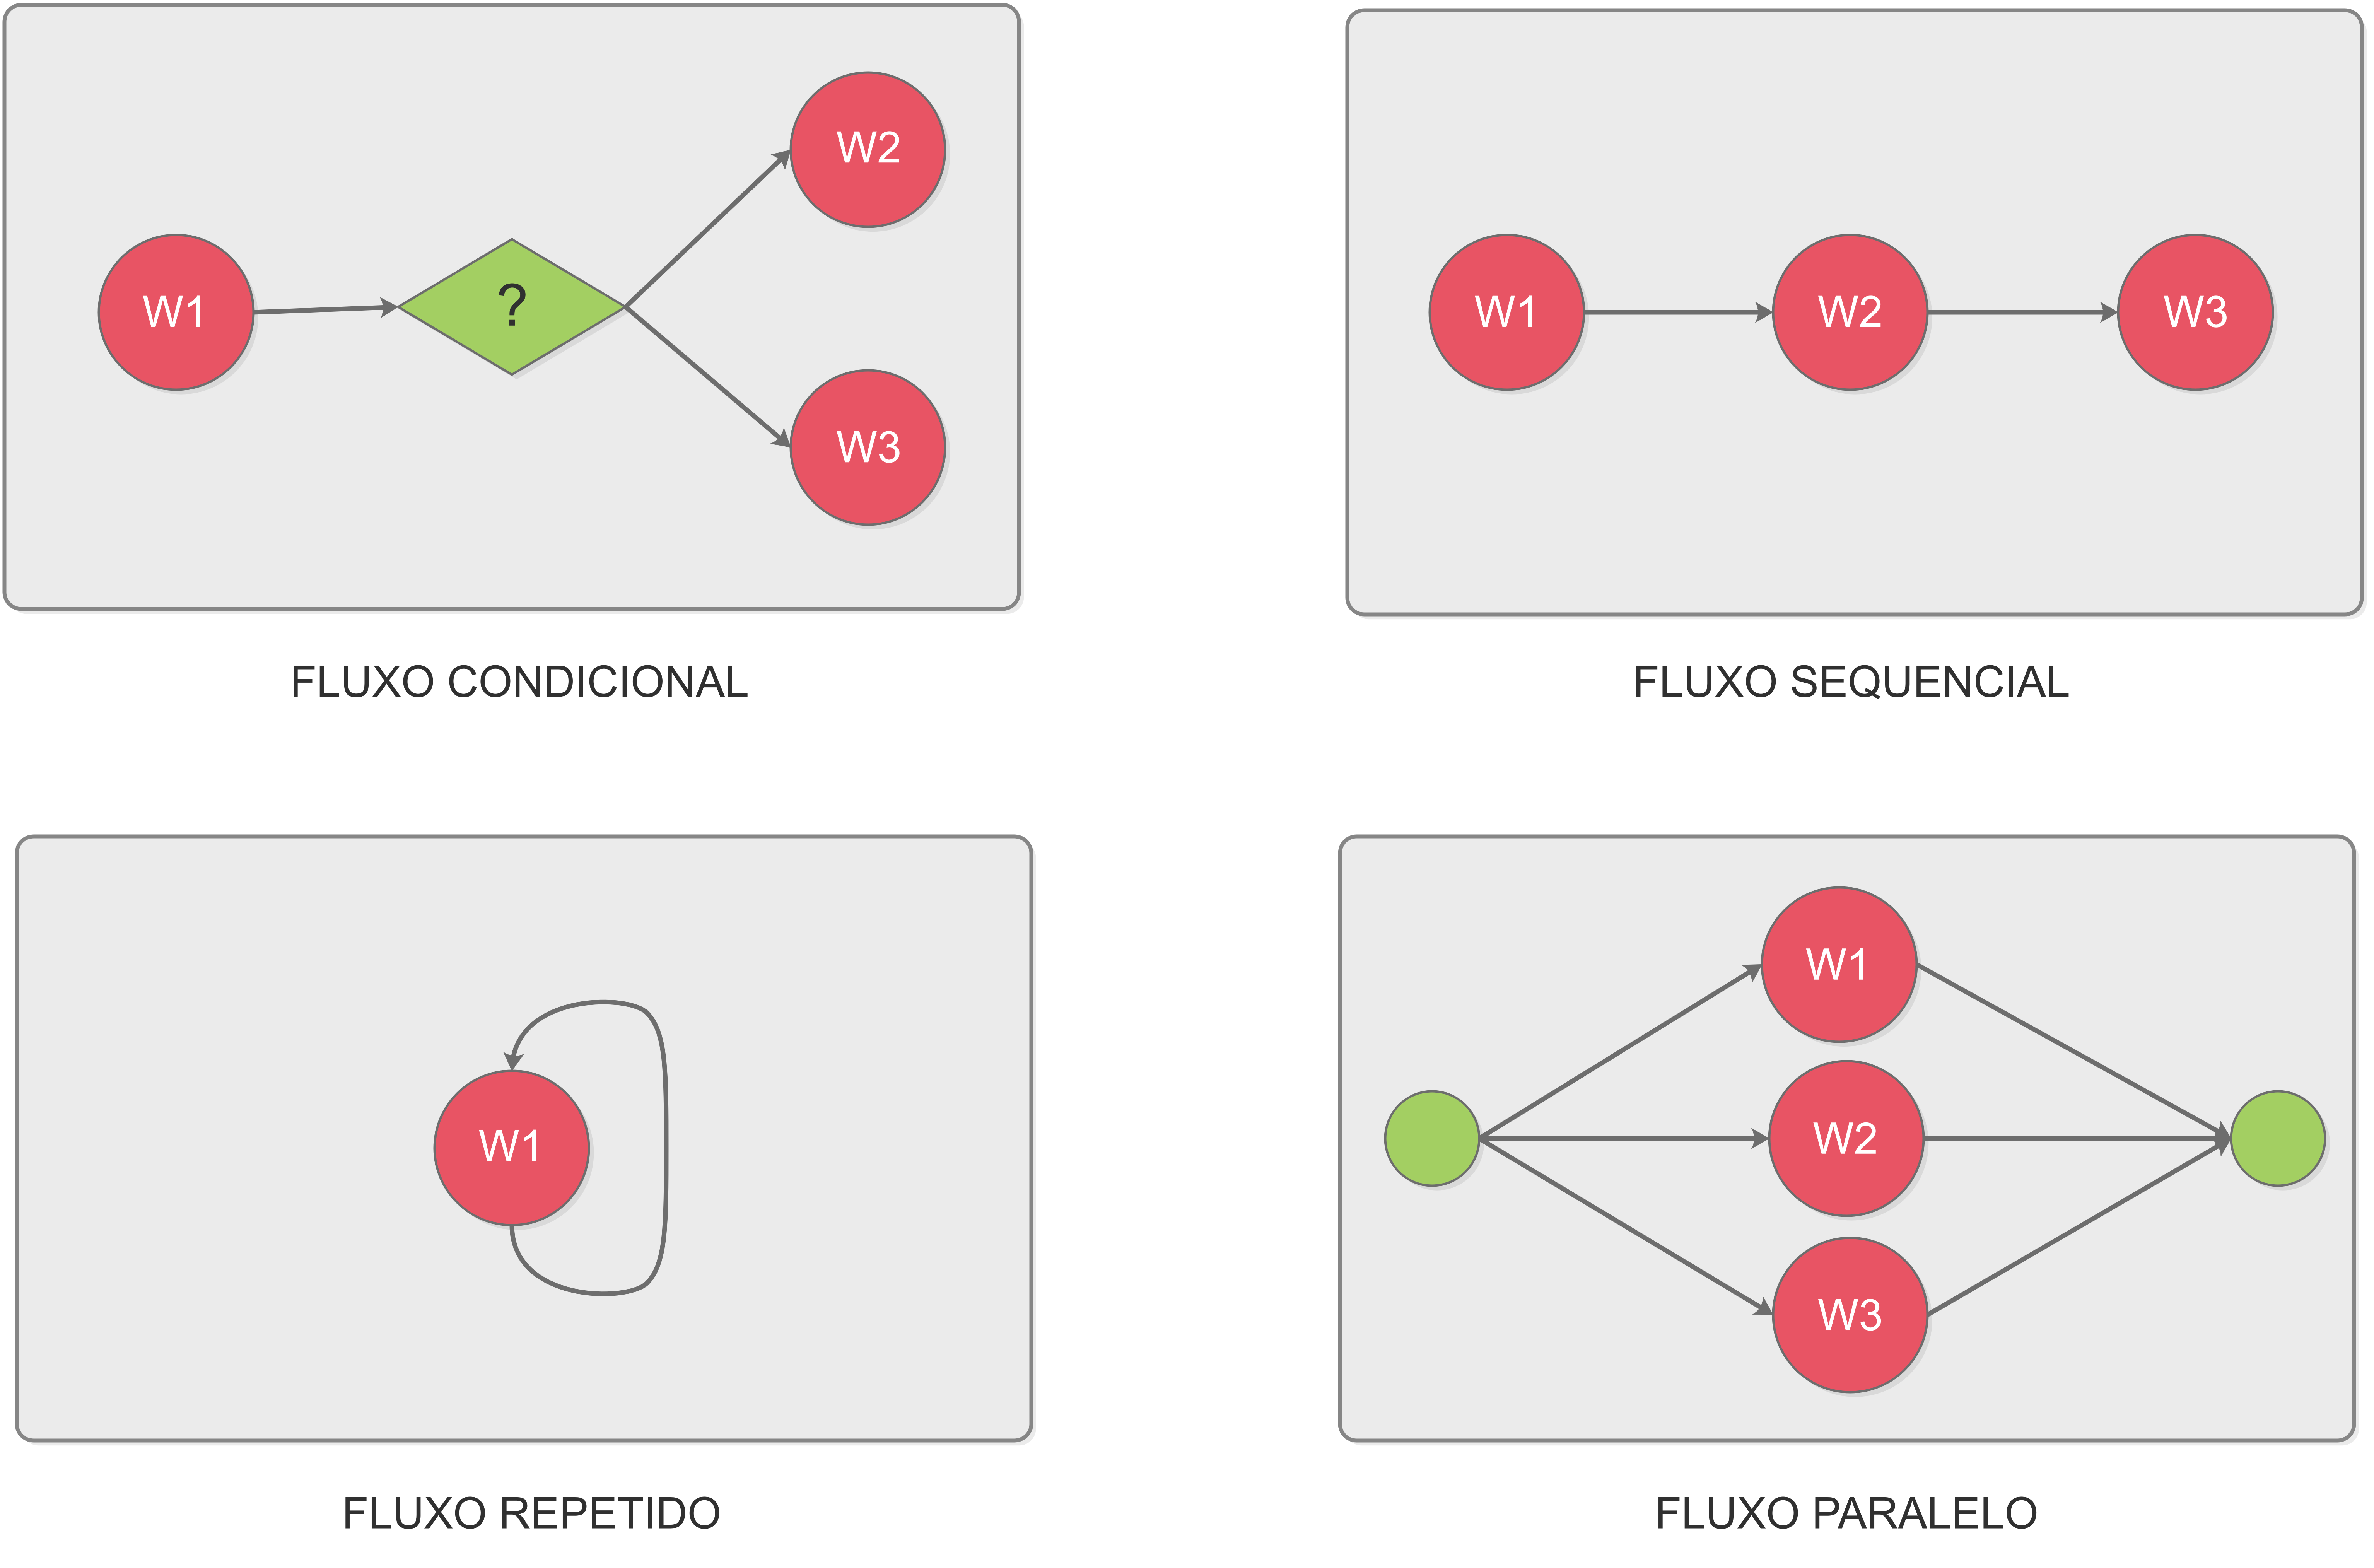 W1
?
W2
W3
FLUXO CONDICIONAL
W1
W2
W3
FLUXO SEQUENCIAL
W1
FLUXO REPETIDO
W1
W2
W3
FLUXO PARALELO